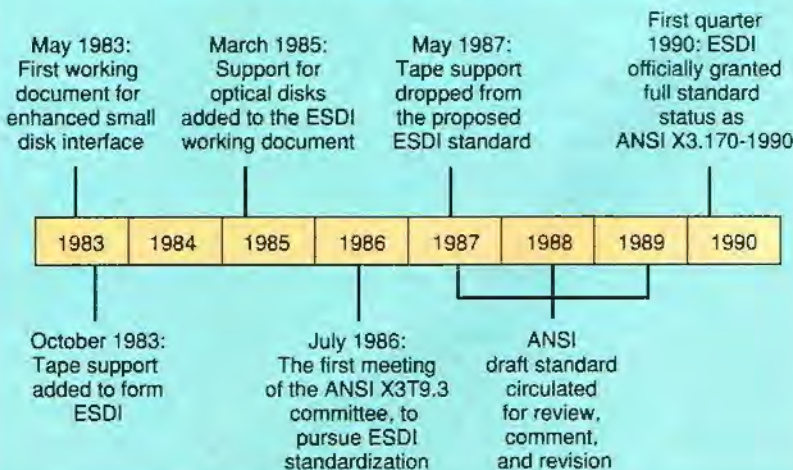 May 1983:
First working
document for
enhanced small
disk interface
March 1985:
Support for
optical disks
added to the ESDI
working document
May 1987:
Tape support
dropped from
the proposed
ESDI standard
First quarter
1990: ESDI
officially granted
full standard
status as
ANSI X3.170-1990
1983
1984
1985
1986
1987
1988
1989
1990
October 1983:
Tape support
added to form
ESDI
July 1986:
The first meeting
of the ANSI X3T9.3
committee, to
pursue ESDI
standardization
ANSI
draft standard
circulated
for review,
comment,
and revision